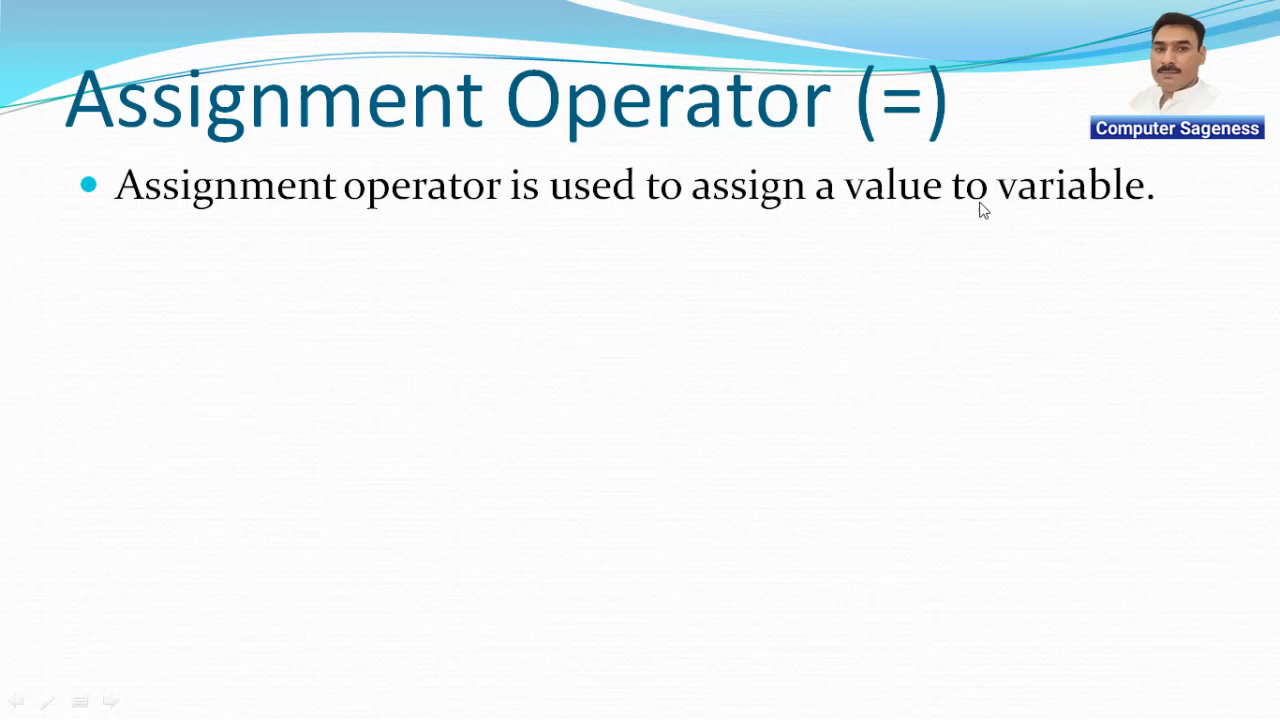 Assignment Operator (=)
Computer Sageness
Assignment operator is used to assign a value to variable.